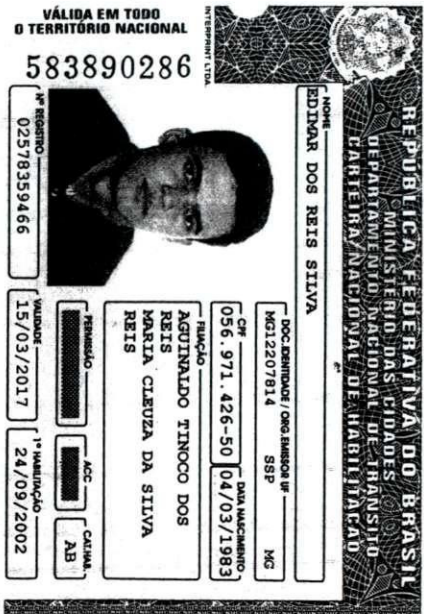 REPÚBLICA FEDERATIVA DO BRASIL
MINISTÉRIO DAS CIDADES
DEPARTAMENTO NACIONAL DE TRÂNSITO
CARTEIRA NACIONAL DE HABILITAÇÃO
NOME
EDIMAR DOS REIS SILVA
DOC. IDENTIDADE / ORG. EMISSOR UF
MG12207814 SSP MG
CPF DATA NASCIMENTO
056.971.426-50 04/03/1983
FILIAÇÃO
AGUINALDO TINOCO DOS
REIS
MARIA CLEUZA DA SILVA
REIS
PERMISSÃO ACC CAT.HAB.
AB
Nº REGISTRO VALIDADE 1ª HABILITAÇÃO
02578359466 15/03/2017 24/09/2002
VÁLIDA EM TODO
O TERRITÓRIO NACIONAL
583890286
INTERPRINT LTDA.